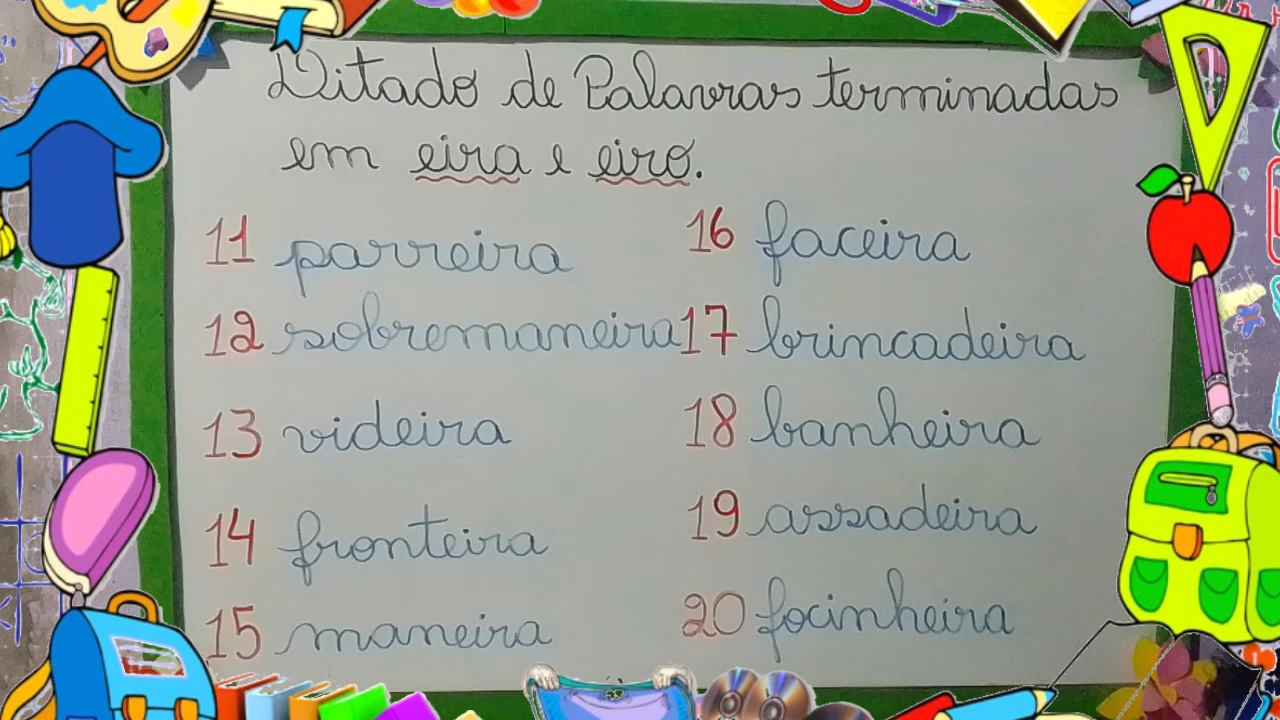 Ditado de Palavras terminadas
em eira e eiro.
11 parreira
12 sobremaneira
13 videira
14 fronteira
15 maneira
16 faceira
17 brincadeira
18 banheira
19 assadeira
20 focinheira